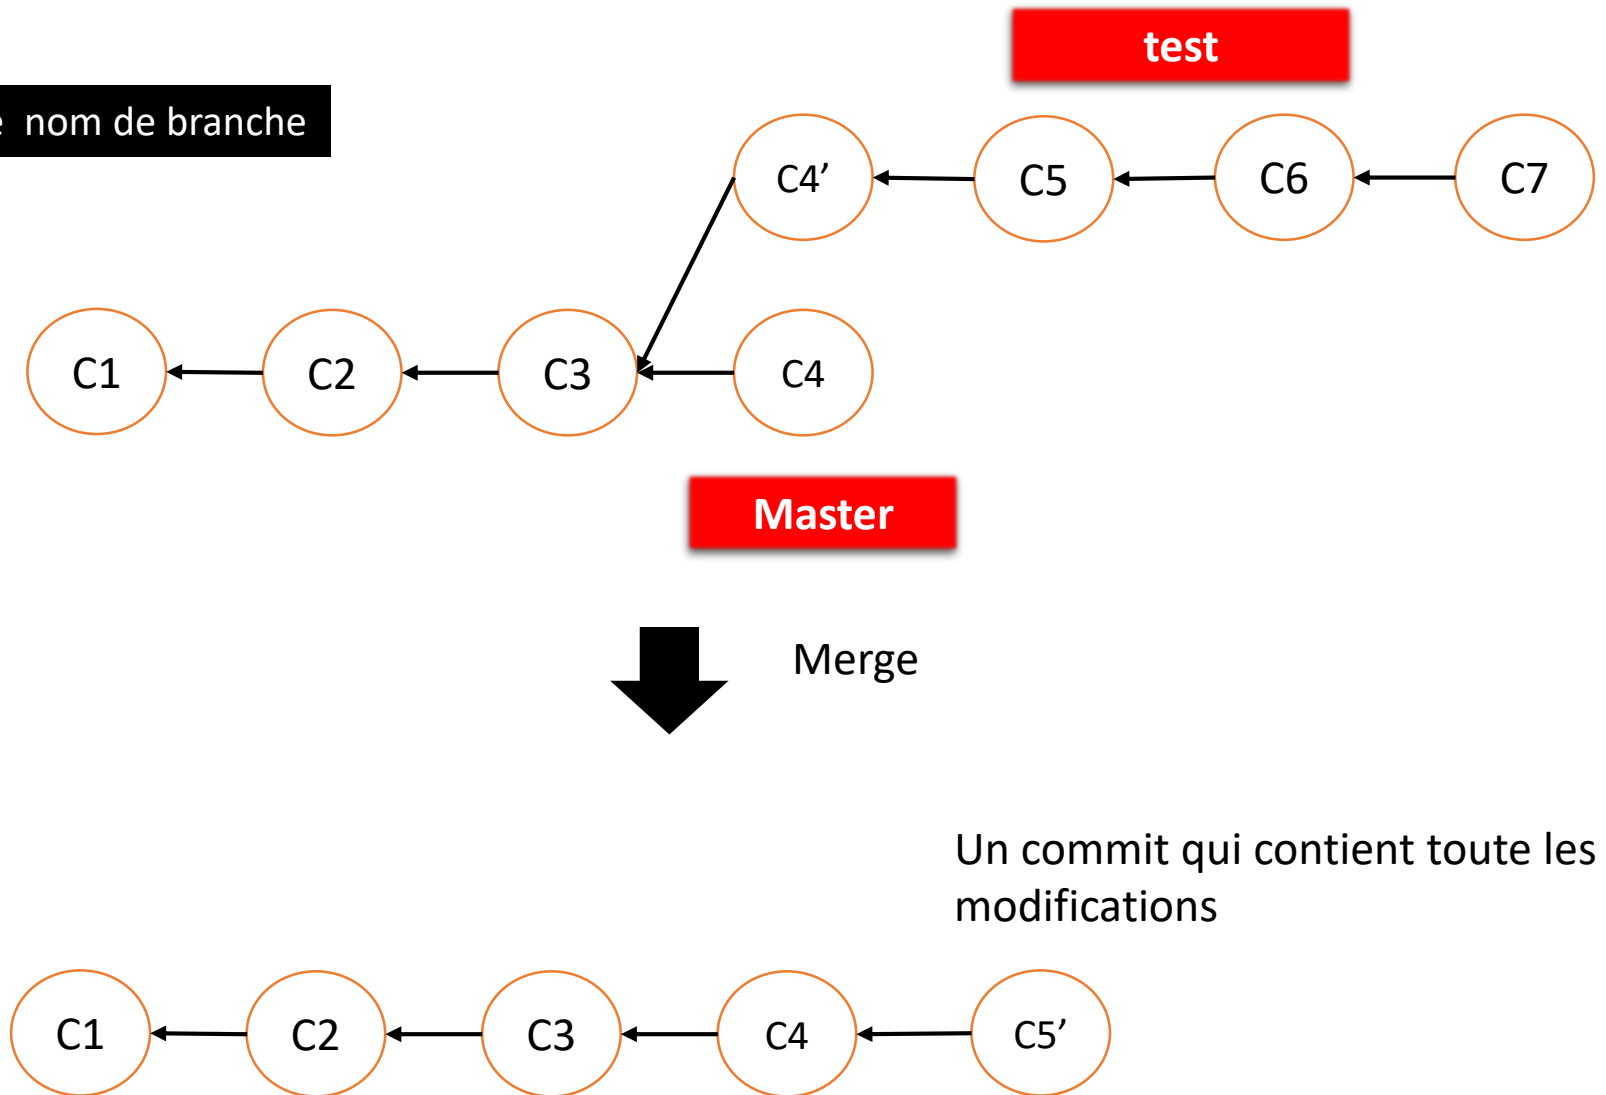 test
nom de branche
C4’
C5
C6
C7
C1
C2
C3
C4
Master
Merge
Un commit qui contient toute les
modifications
C1
C2
C3
C4
C5’